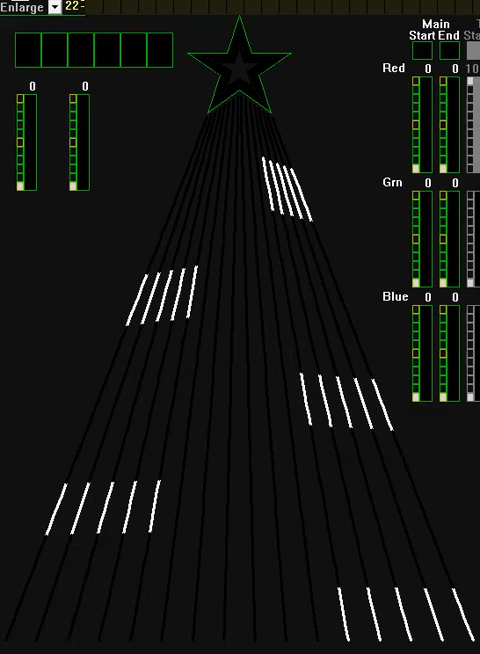 Enlarge 22
Main
Start End
Red 0 0 10
0 0
Grn 0 0
Blue 0 0